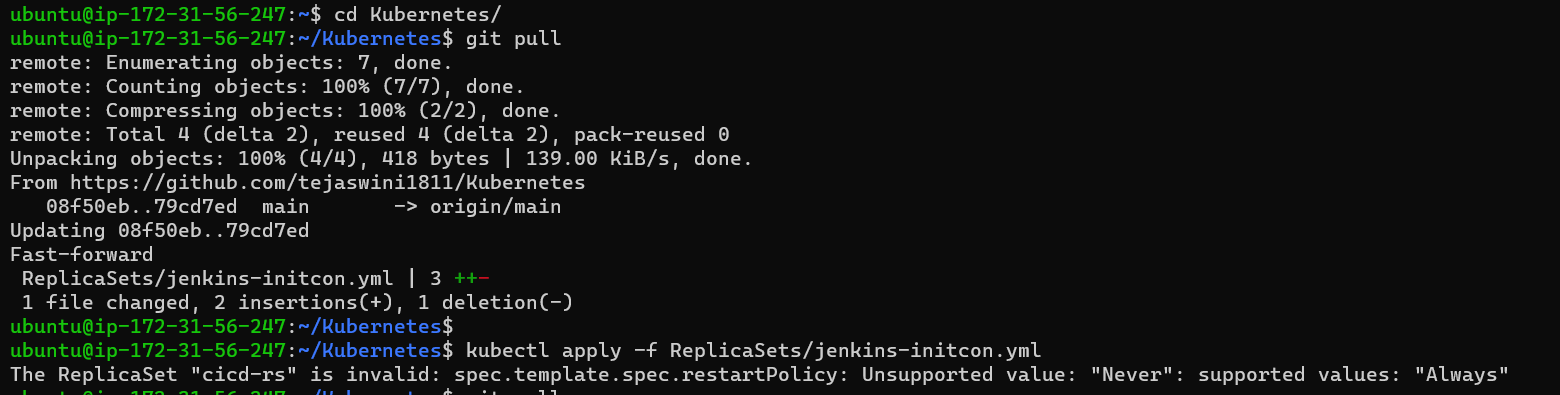 ubuntu@ip-172-31-56-247:~$ cd Kubernetes/
ubuntu@ip-172-31-56-247:~/Kubernetes$ git pull
remote: Enumerating objects: 7, done.
remote: Counting objects: 100% (7/7), done.
remote: Compressing objects: 100% (2/2), done.
remote: Total 4 (delta 2), reused 4 (delta 2), pack-reused 0
Unpacking objects: 100% (4/4), 418 bytes | 139.00 KiB/s, done.
From https://github.com/tejaswini1811/Kubernetes
   08f50eb..79cd7ed  main       -> origin/main
Updating 08f50eb..79cd7ed
Fast-forward
 ReplicaSets/jenkins-initcon.yml | 3 ++-
 1 file changed, 2 insertions(+), 1 deletion(-)
ubuntu@ip-172-31-56-247:~/Kubernetes$
ubuntu@ip-172-31-56-247:~/Kubernetes$ kubectl apply -f ReplicaSets/jenkins-initcon.yml
The ReplicaSet "cicd-rs" is invalid: spec.template.spec.restartPolicy: Unsupported value: "Never": supported values: "Always"